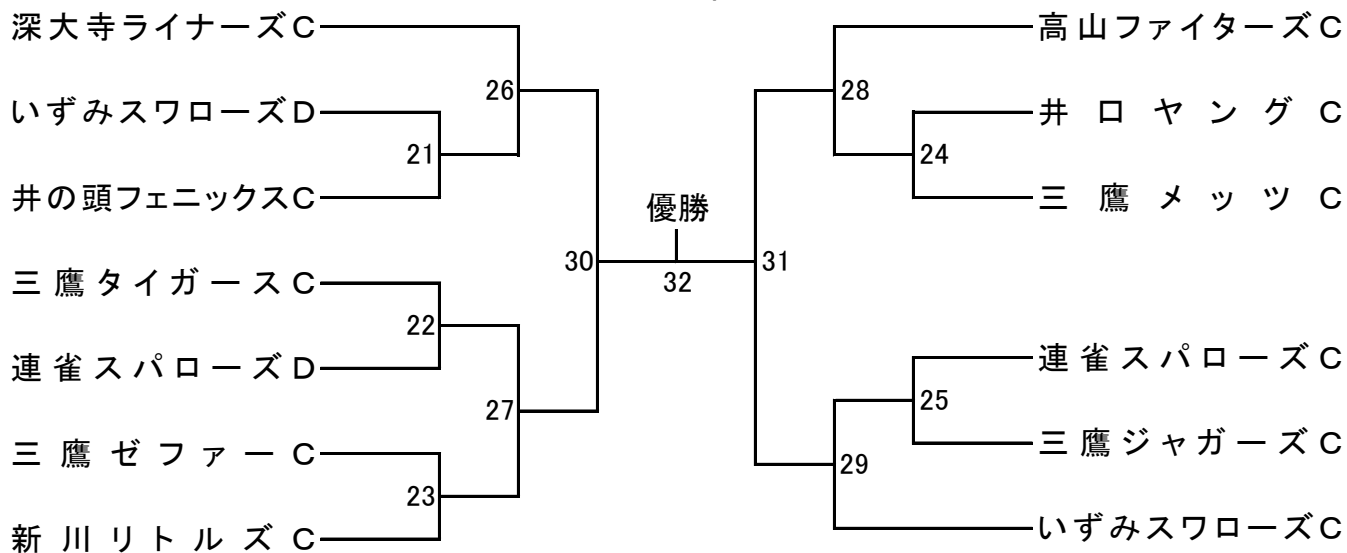 深大寺ライナーズC
いずみスワローズD
井の頭フェニックスC
三鷹タイガースC
連雀スパローズD
三鷹ゼファーC
新川リトルズC
26
21
22
27
23
30
優勝
32
31
28
24
25
29
高山ファイターズC
井口ヤングC
三鷹メッツC
連雀スパローズC
三鷹ジャガーズC
いずみスワローズC